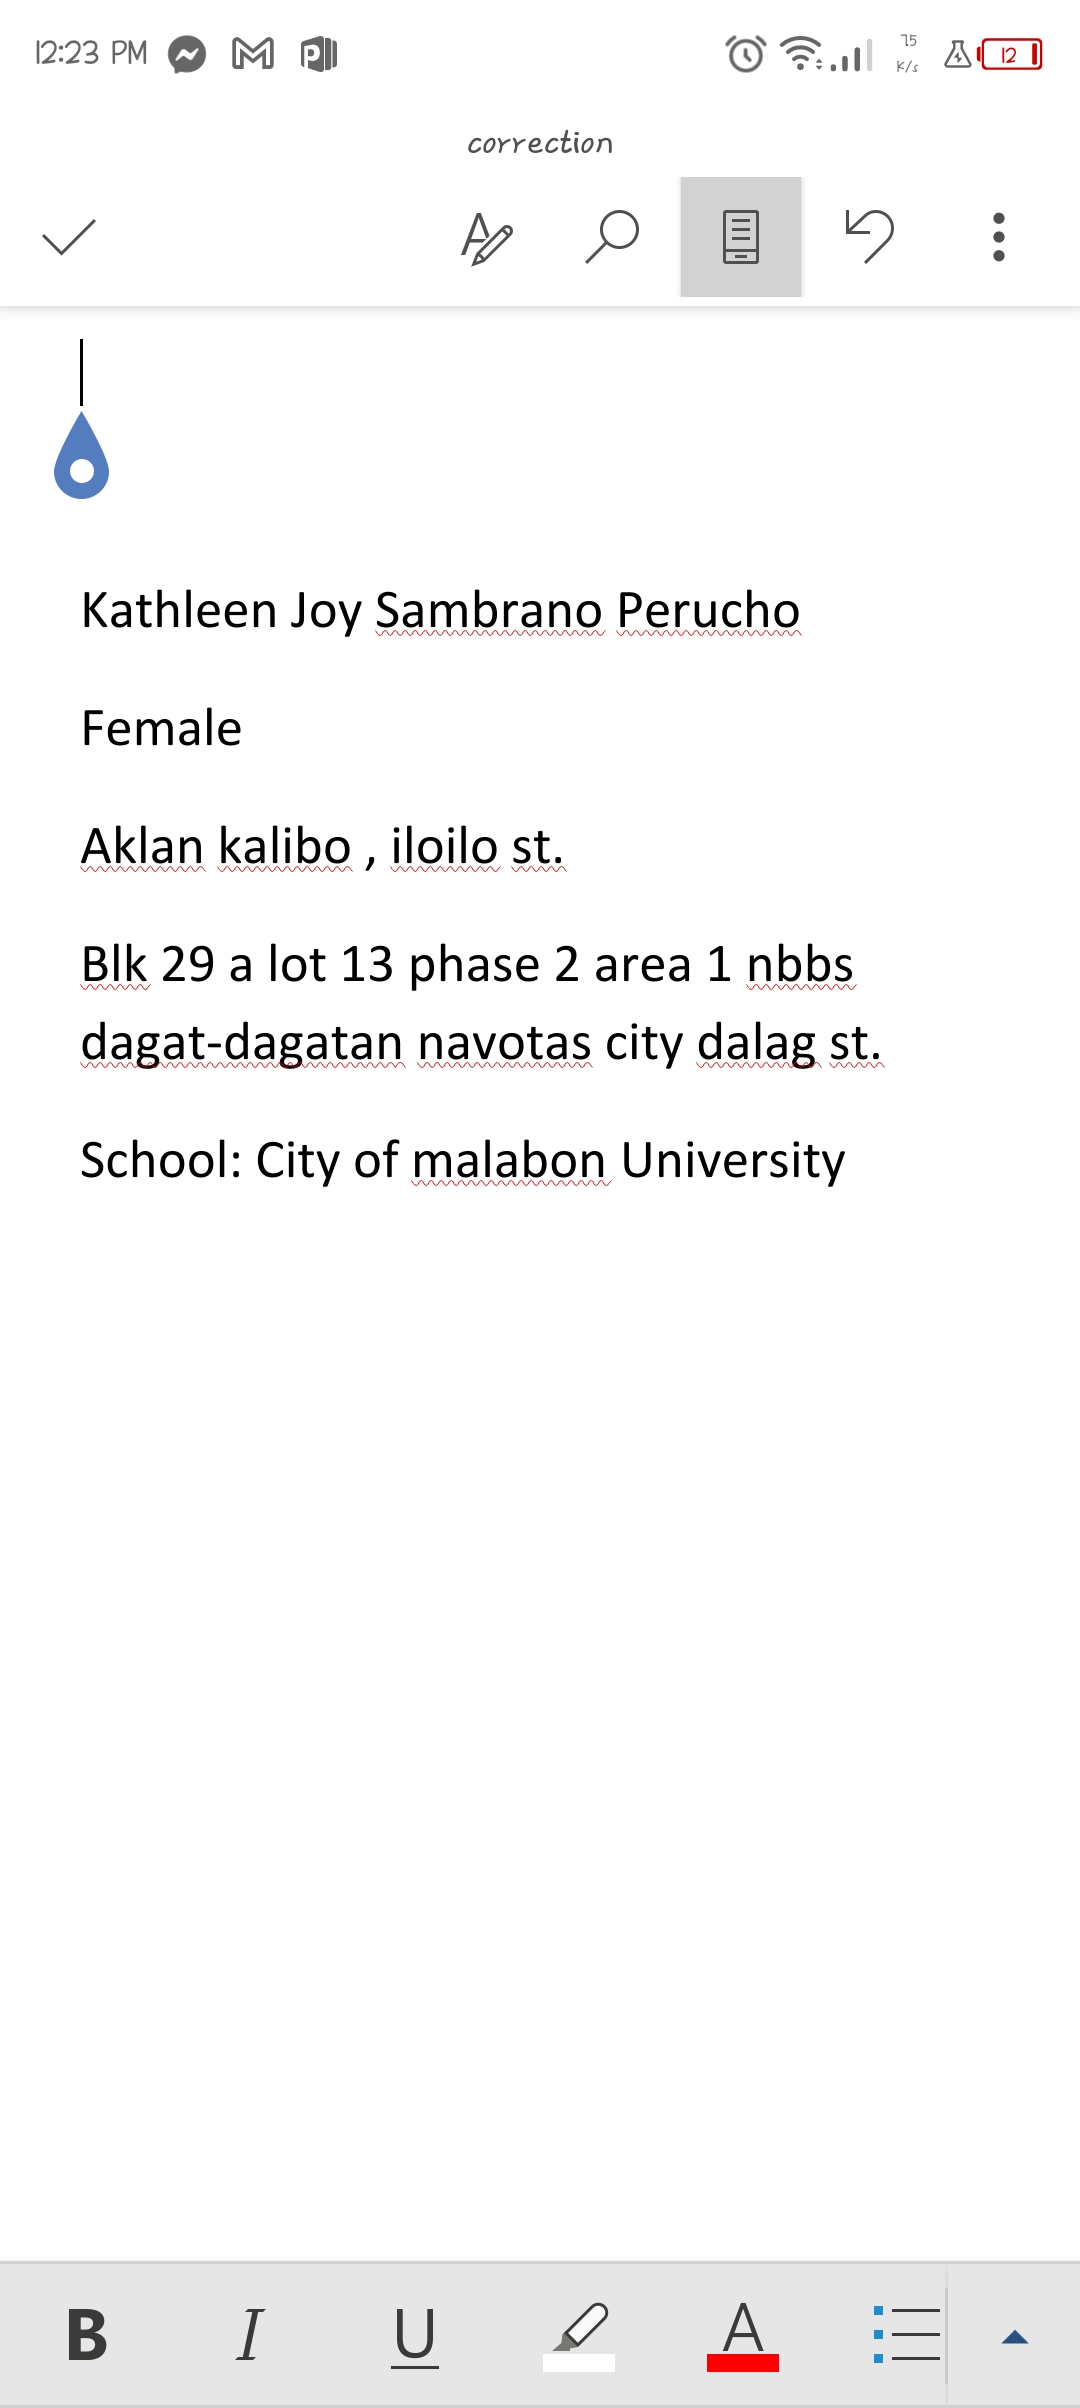 12:23 PM
75
K/s
12
correction
Kathleen Joy Sambrano Perucho
Female
Aklan kalibo , iloilo st.
Blk 29 a lot 13 phase 2 area 1 nbbs
dagat-dagatan navotas city dalag st.
School: City of malabon University
B I U A